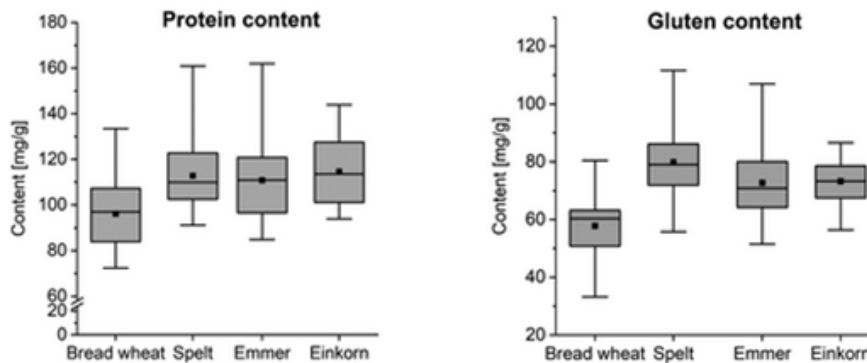 Protein content
Content [mg/g]
180
160
140
120
100
80
60
20
0
Bread wheat Spelt Emmer Einkorn
Gluten content
Content [mg/g]
120
100
80
60
40
20
Bread wheat Spelt Emmer Einkorn